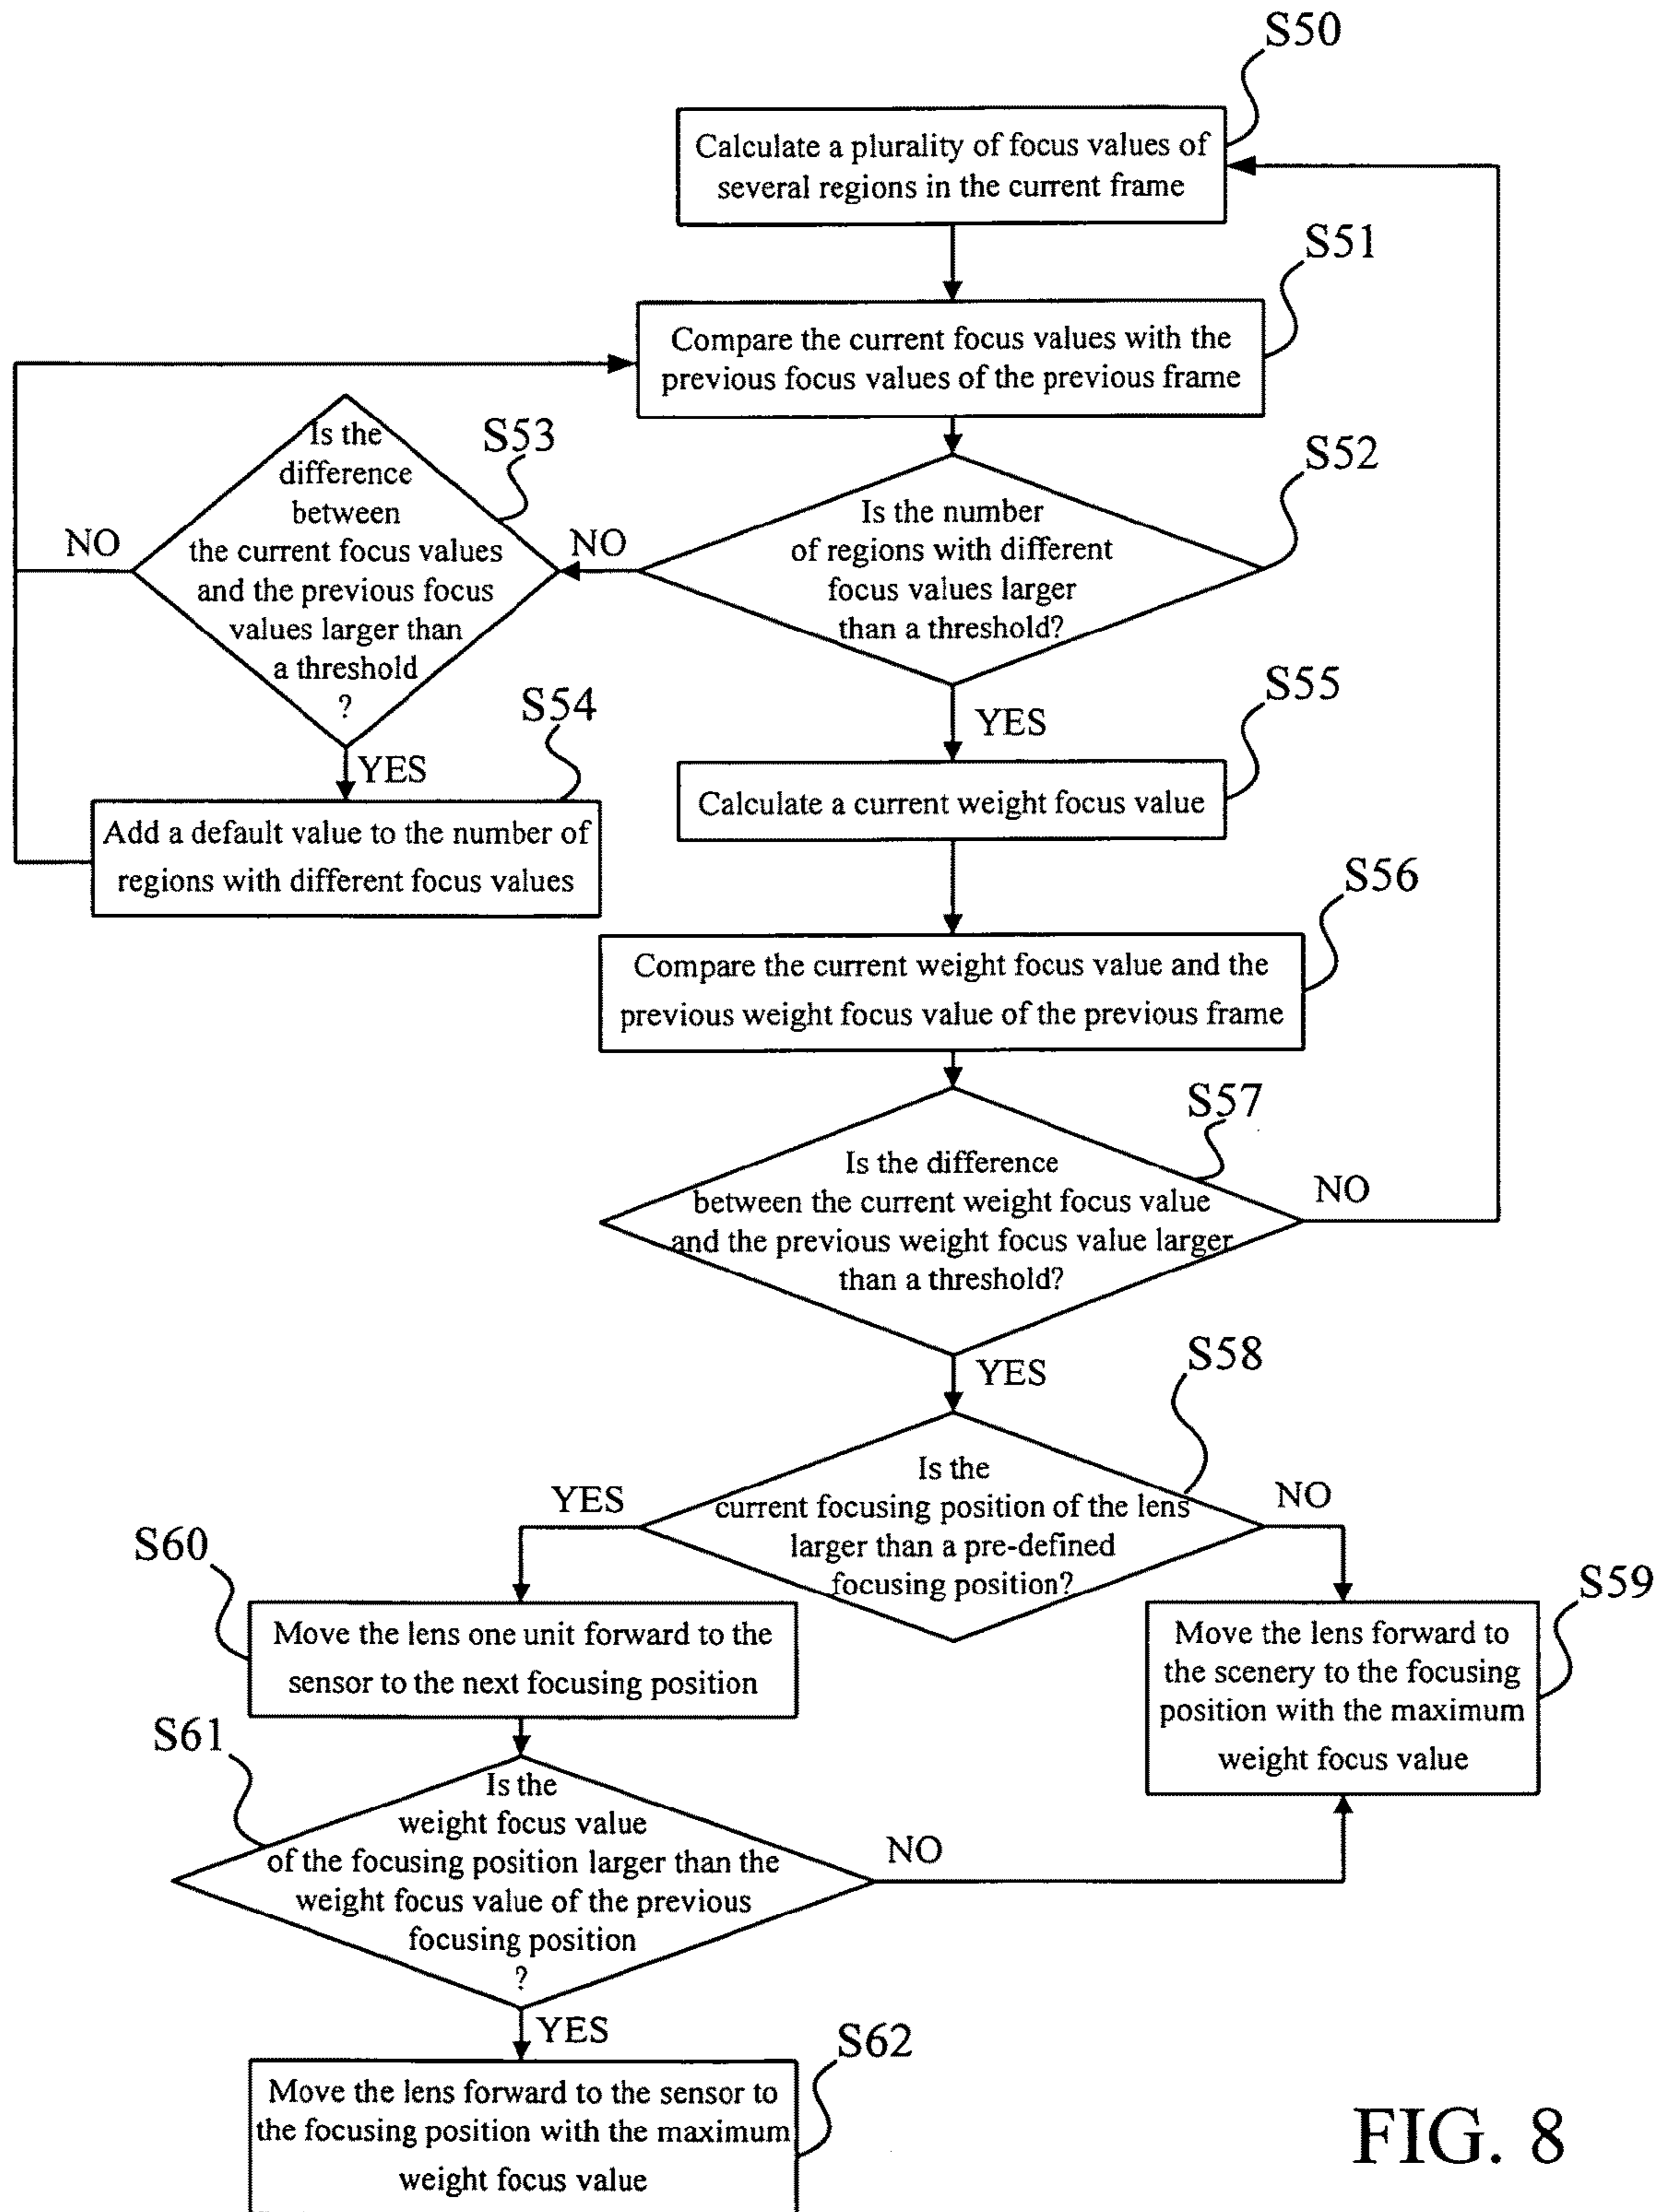 S50
Calculate a plurality of focus values of
several regions in the current frame
S51
Compare the current focus values with the
previous focus values of the previous frame
S52
Is the number
of regions with different
focus values larger
than a threshold?
NO
S53
Is the
difference
between
the current focus values
and the previous focus
values larger than
a threshold
?
NO
YES
S54
Add a default value to the number of
regions with different focus values
YES
S55
Calculate a current weight focus value
S56
Compare the current weight focus value and the
previous weight focus value of the previous frame
S57
Is the difference
between the current weight focus value
and the previous weight focus value larger
than a threshold?
NO
YES
S58
Is the
current focusing position of the lens
larger than a pre-defined
focusing position?
YES
NO
S60
Move the lens one unit forward to the
sensor to the next focusing position
S59
Move the lens forward to
the scenery to the focusing
position with the maximum
weight focus value
S61
Is the
weight focus value
of the focusing position larger than the
weight focus value of the previous
focusing position
?
NO
YES
S62
Move the lens forward to the sensor to
the focusing position with the maximum
weight focus value
FIG. 8